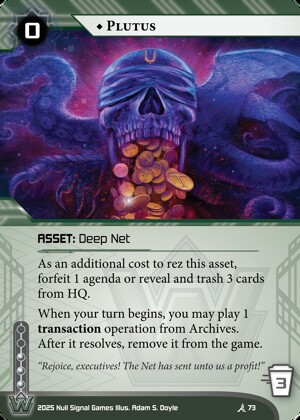 0
◆ Plutus
ASSET: Deep Net
As an additional cost to rez this asset,
forfeit 1 agenda or reveal and trash 3 cards
from HQ.
When your turn begins, you may play 1
transaction operation from Archives.
After it resolves, remove it from the game.
“Rejoice, executives! The Net has sent unto us a profit!”
3
2025 Null Signal Games Illus. Adam S. Doyle
73